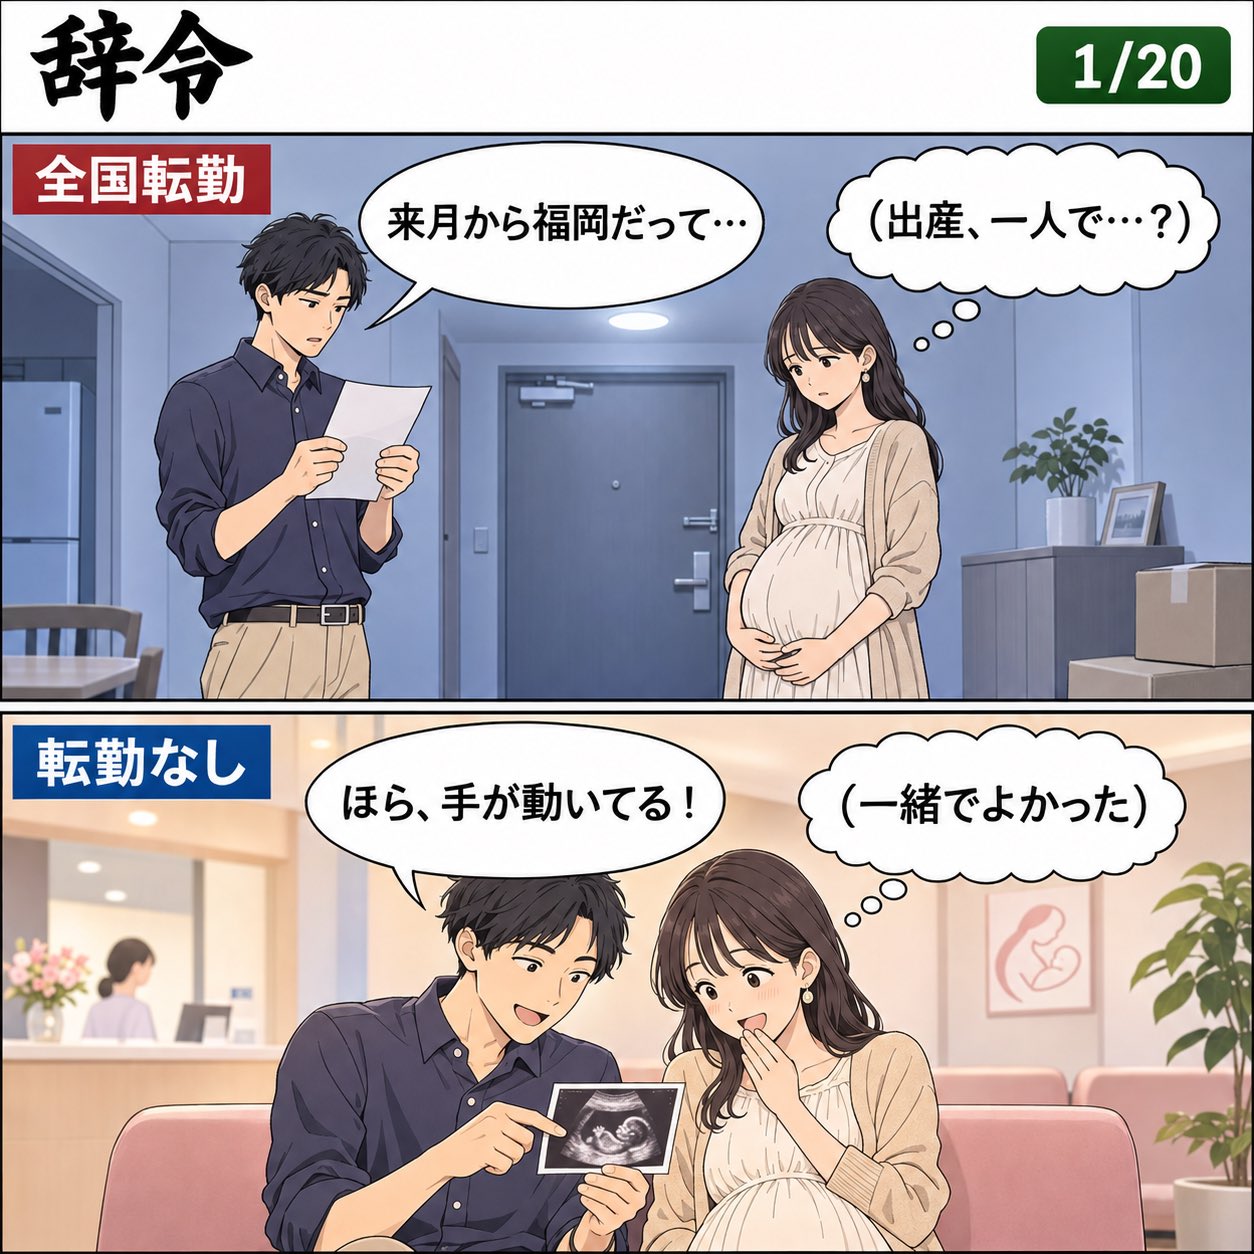 辞令
1/20
全国転勤
来月から福岡だって…
(出産、一人で…？)
転勤なし
ほら、手が動いてる！
(一緒でよかった)